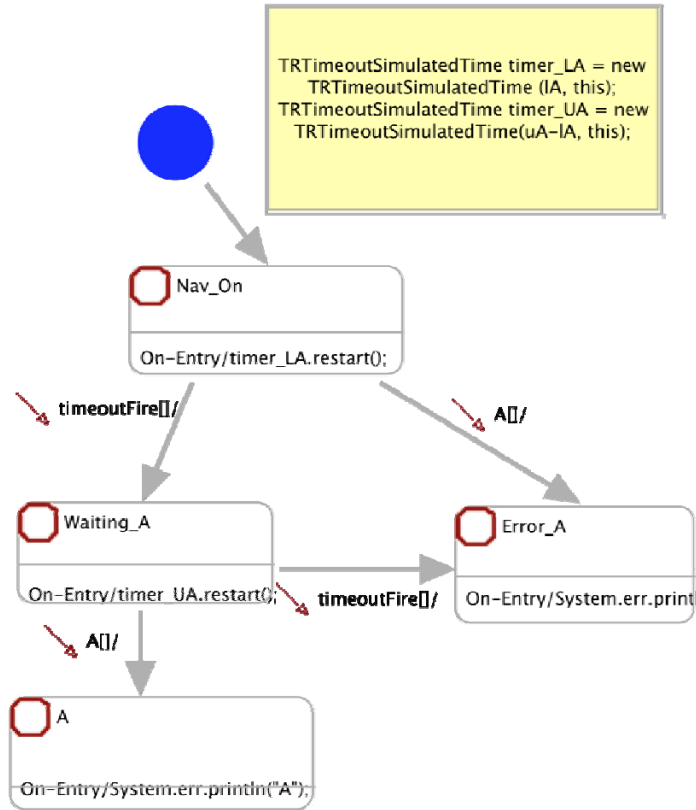 TRTimeoutSimulatedTime timer_LA = new
TRTimeoutSimulatedTime (lA, this);
TRTimeoutSimulatedTime timer_UA = new
TRTimeoutSimulatedTime(uA-lA, this);
Nav_On
On-Entry/timer_LA.restart();
timeoutFire[]/
A[]/
Waiting_A
On-Entry/timer_UA.restart();
Error_A
On-Entry/System.err.printl
timeoutFire[]/
A[]/
A
On-Entry/System.err.println("A");